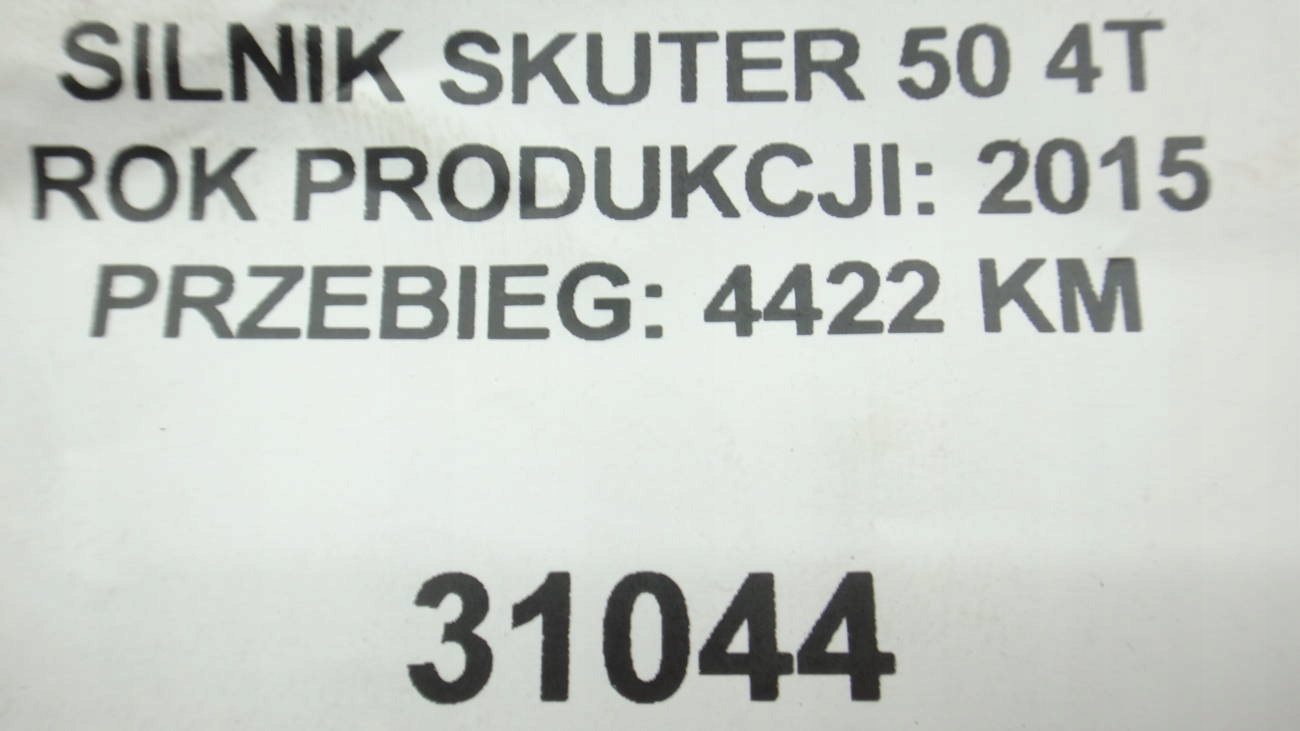 SILNIK SKUTER 50 4T
ROK PRODUKCJI: 2015
PRZEBIEG: 4422 KM
31044